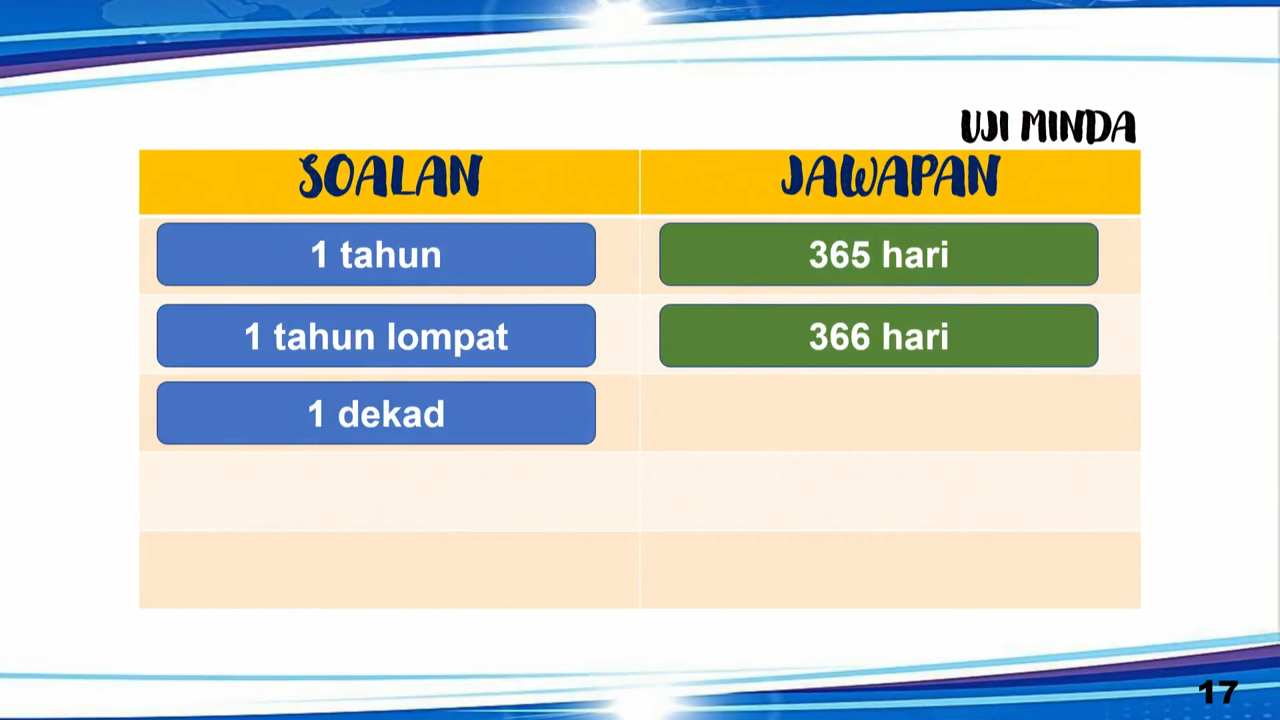 UJI MINDA
SOALAN JAWAPAN
1 tahun 365 hari
1 tahun lompat 366 hari
1 dekad
17